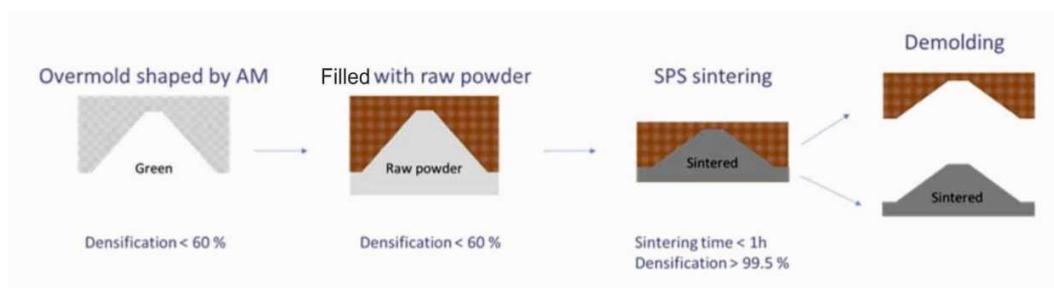 Overmold shaped by AM
Filled with raw powder
SPS sintering
Demolding
Green
Raw powder
Sintered
Sintered
Densification < 60 %
Densification < 60 %
Sintering time < 1h
Densification > 99.5 %